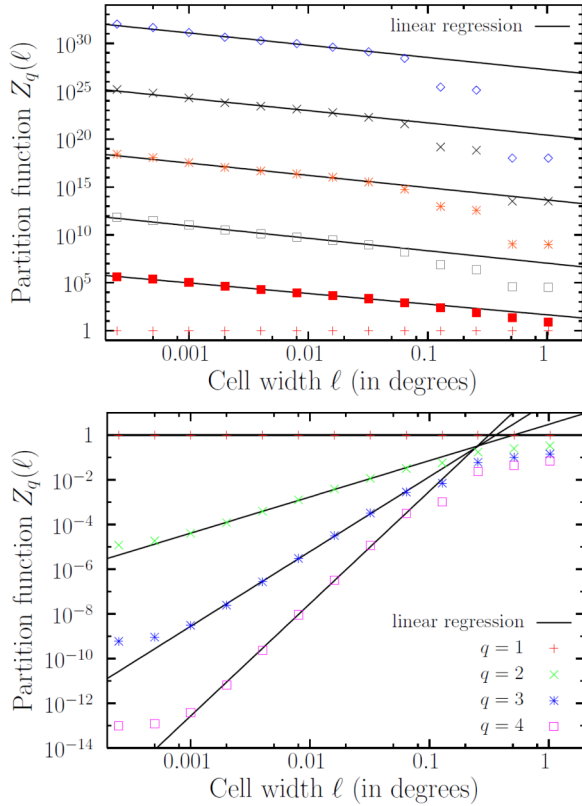 linear regression
10^30
10^25
10^20
10^15
10^10
10^5
1
Partition function Z_q(ℓ)
0.001
0.01
0.1
1
Cell width ℓ (in degrees)
1
10^-2
10^-4
10^-6
10^-8
10^-10
10^-12
10^-14
Partition function Z_q(ℓ)
linear regression
q = 1
q = 2
q = 3
q = 4
0.001
0.01
0.1
1
Cell width ℓ (in degrees)